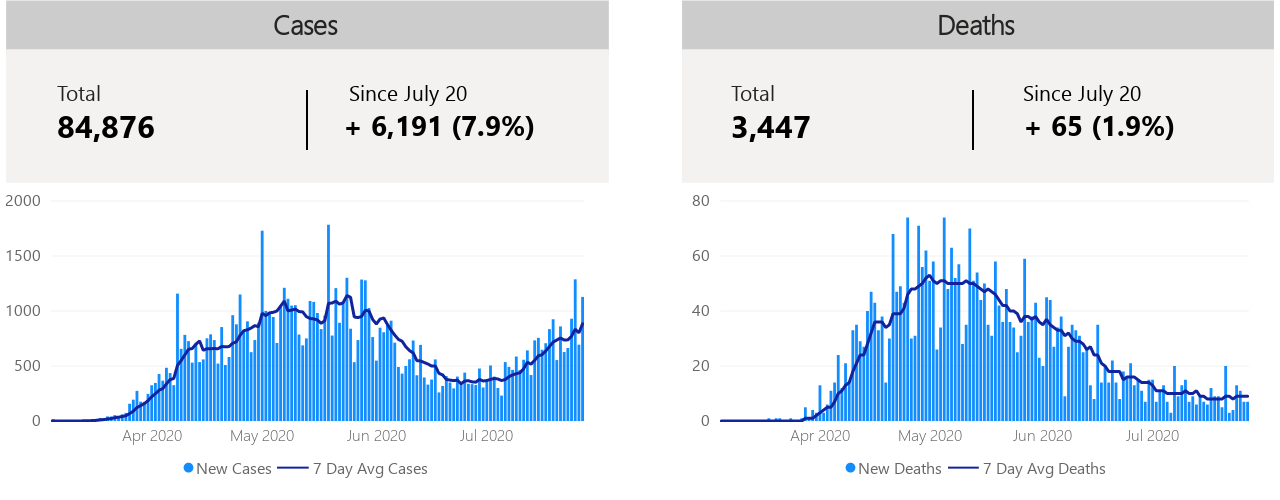 Cases
Total
84,876
Since July 20
+ 6,191 (7.9%)
2000
1500
1000
500
0
Apr 2020 May 2020 Jun 2020 Jul 2020
New Cases 7 Day Avg Cases
Deaths
Total
3,447
Since July 20
+ 65 (1.9%)
80
60
40
20
0
Apr 2020 May 2020 Jun 2020 Jul 2020
New Deaths 7 Day Avg Deaths